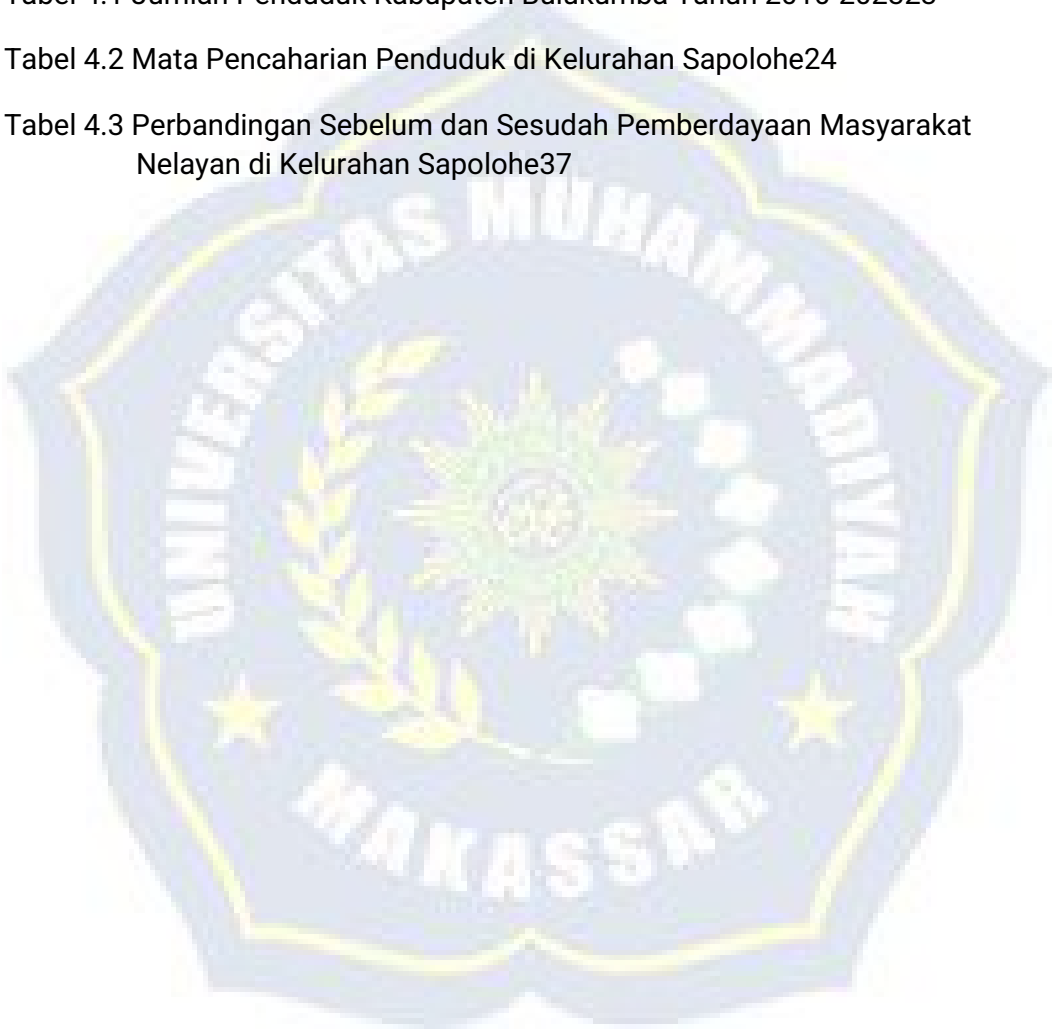 Tabel 4.2 Mata Pencaharian Penduduk di Kelurahan Sapolohe24
Tabel 4.3 Perbandingan Sebelum dan Sesudah Pemberdayaan Masyarakat
Nelayan di Kelurahan Sapolohe37
UNIVERSITAS MUHAMMADIYAH
MAKASSAR